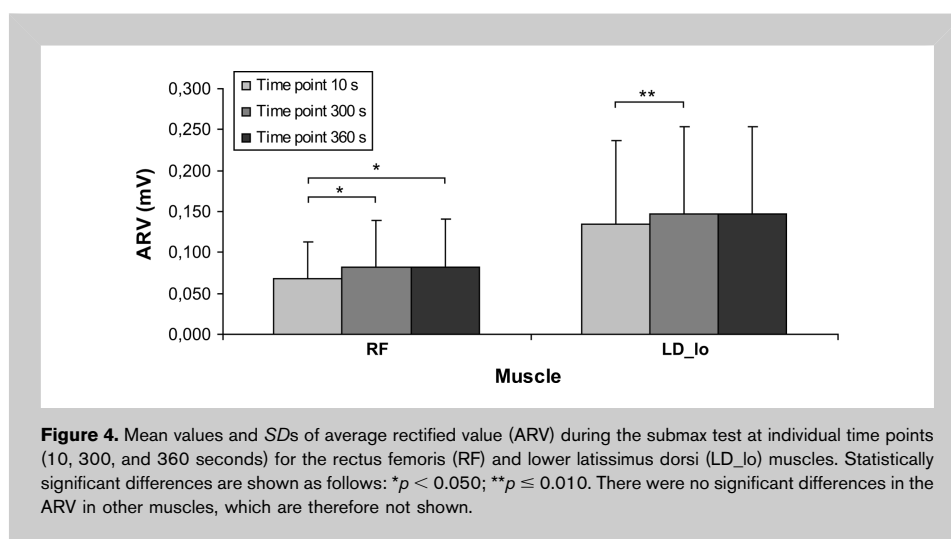 0,300
0,250
0,200
0,150
0,100
0,050
0,000
ARV (mV)
Time point 10 s
Time point 300 s
Time point 360 s
*
*
**
RF
LD_lo
Muscle
Figure 4. Mean values and SDs of average rectified value (ARV) during the submax test at individual time points
(10, 300, and 360 seconds) for the rectus femoris (RF) and lower latissimus dorsi (LD_lo) muscles. Statistically
significant differences are shown as follows: *p < 0.050; **p ≤ 0.010. There were no significant differences in the
ARV in other muscles, which are therefore not shown.